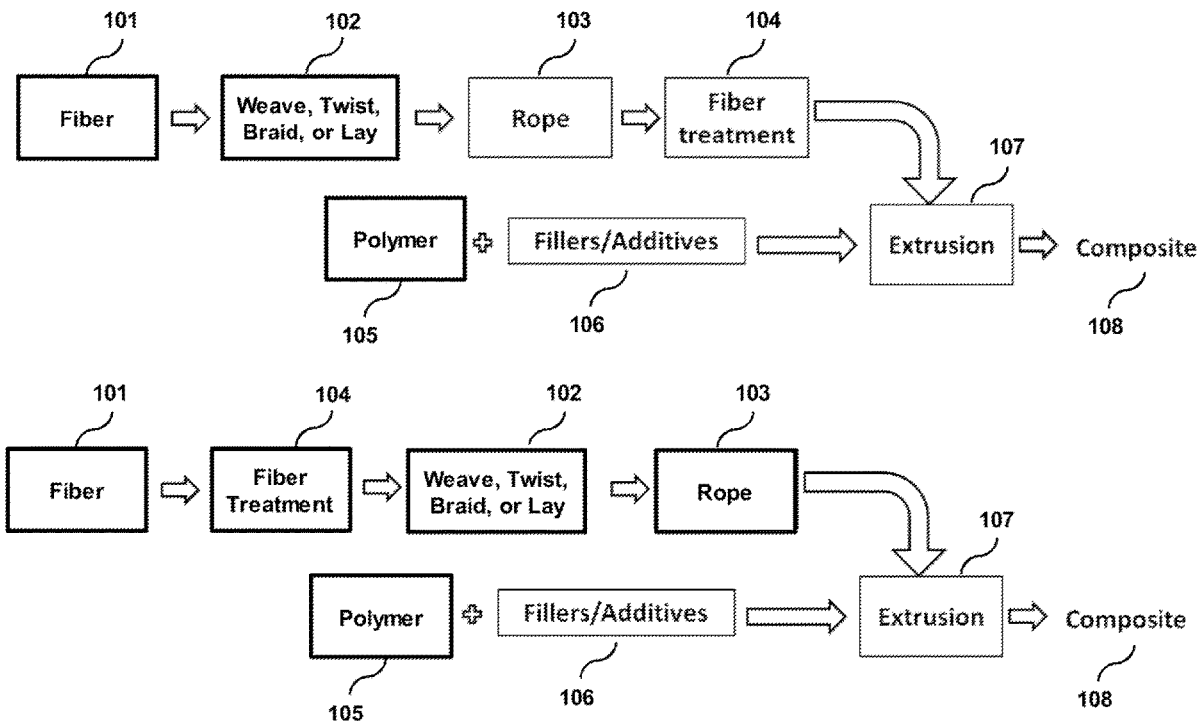 101
102
103
104
Fiber
Weave, Twist,
Braid, or Lay
Rope
Fiber
treatment
107
Polymer
Fillers/Additives
Extrusion
Composite
105
106
108
101
104
102
103
Fiber
Fiber
Treatment
Weave, Twist,
Braid, or Lay
Rope
107
Polymer
Fillers/Additives
Extrusion
Composite
105
106
108